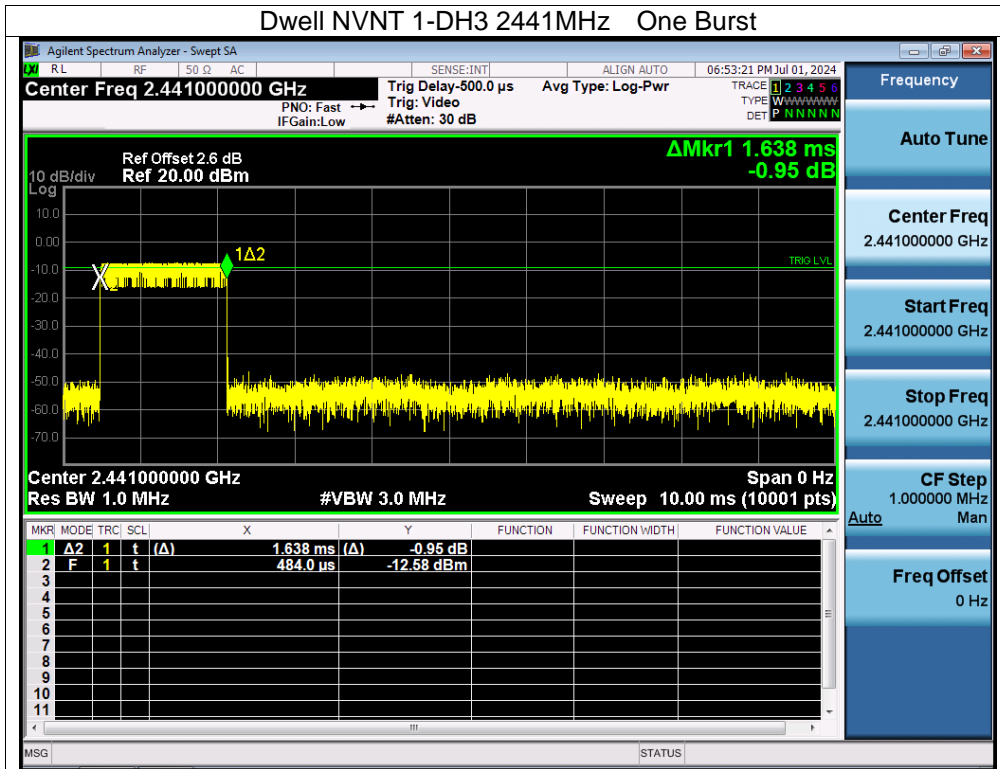 Dwell NVNT 1-DH3 2441MHz One Burst
Agilent Spectrum Analyzer - Swept SA
LXI RL RF 50 Ω AC SENSE:INT ALIGN AUTO 06:53:21 PM Jul 01, 2024
Center Freq 2.441000000 GHz
PNO: Fast
IFGain:Low
Trig Delay-500.0 µs
Trig: Video
#Atten: 30 dB
Avg Type: Log-Pwr
TRACE 1 2 3 4 5 6
TYPE WWWWWW
DET P N N N N N
Frequency
ΔMkr1 1.638 ms
-0.95 dB
Ref Offset 2.6 dB
10 dB/div Ref 20.00 dBm
Log
10.0
0.00
-10.0
-20.0
-30.0
-40.0
-50.0
-60.0
-70.0
1Δ2
2
TRIG LVL
Center 2.441000000 GHz Span 0 Hz
Res BW 1.0 MHz #VBW 3.0 MHz Sweep 10.00 ms (10001 pts)
MKR MODE TRC SCL X Y FUNCTION FUNCTION WIDTH FUNCTION VALUE
1 Δ2 1 t (Δ) 1.638 ms (Δ) -0.95 dB
2 F 1 t 484.0 µs -12.58 dBm
3
4
5
6
7
8
9
10
11
MSG STATUS
Auto Tune
Center Freq
2.441000000 GHz
Start Freq
2.441000000 GHz
Stop Freq
2.441000000 GHz
CF Step
1.000000 MHz
Auto Man
Freq Offset
0 Hz